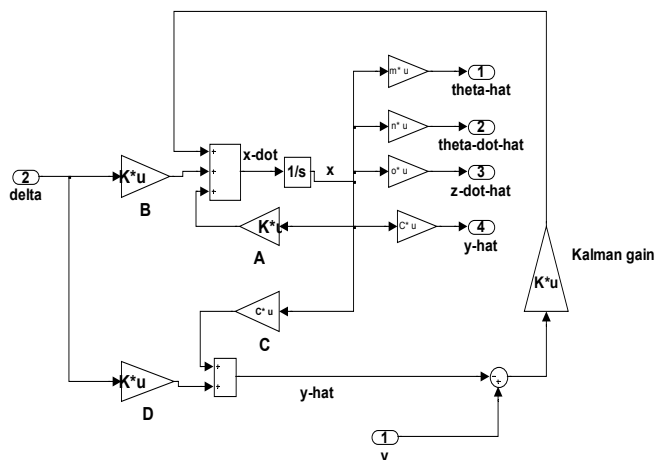 m* u
1
theta-hat
n* u
2
theta-dot-hat
x-dot
1/s
x
o* u
3
z-dot-hat
2
delta
K*u
B
+
+
+
K*u
A
C* u
4
y-hat
Kalman gain
K*u
C* u
C
K*u
D
+
+
y-hat
-
+
1
y